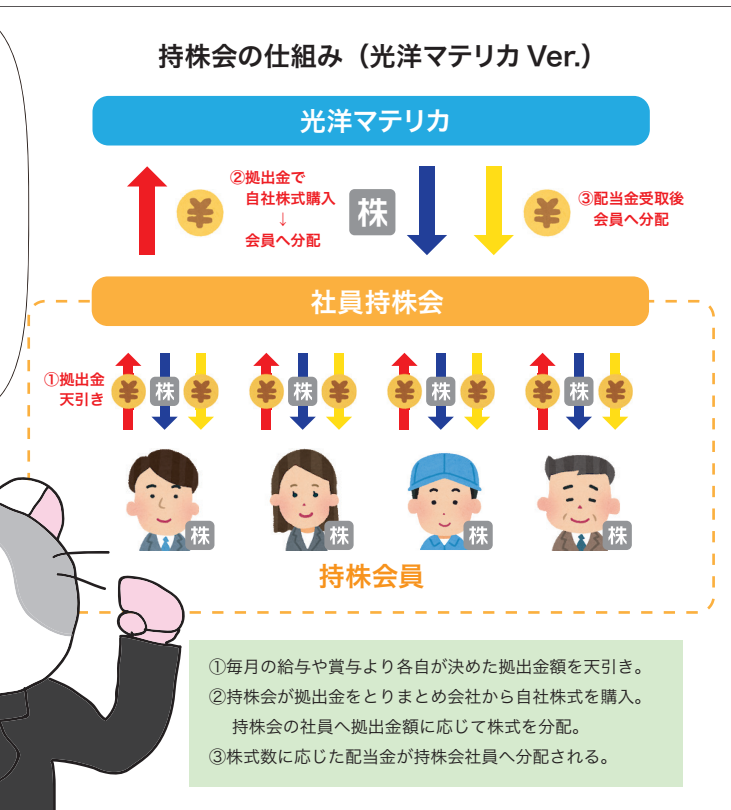 持株会の仕組み（光洋マテリカ Ver.）
光洋マテリカ
②拠出金で
自社株式購入
↓
会員へ分配
株
③配当金受取後
会員へ分配
社員持株会
①拠出金
天引き
¥ 株 ¥ ¥ 株 ¥ ¥ 株 ¥ ¥ 株 ¥
株 株 株 株
持株会員
①毎月の給与や賞与より各自が決めた拠出金額を天引き。
②持株会が拠出金をとりまとめ会社から自社株式を購入。
持株会の社員へ拠出金額に応じて株式を分配。
③株式数に応じた配当金が持株会社員へ分配される。